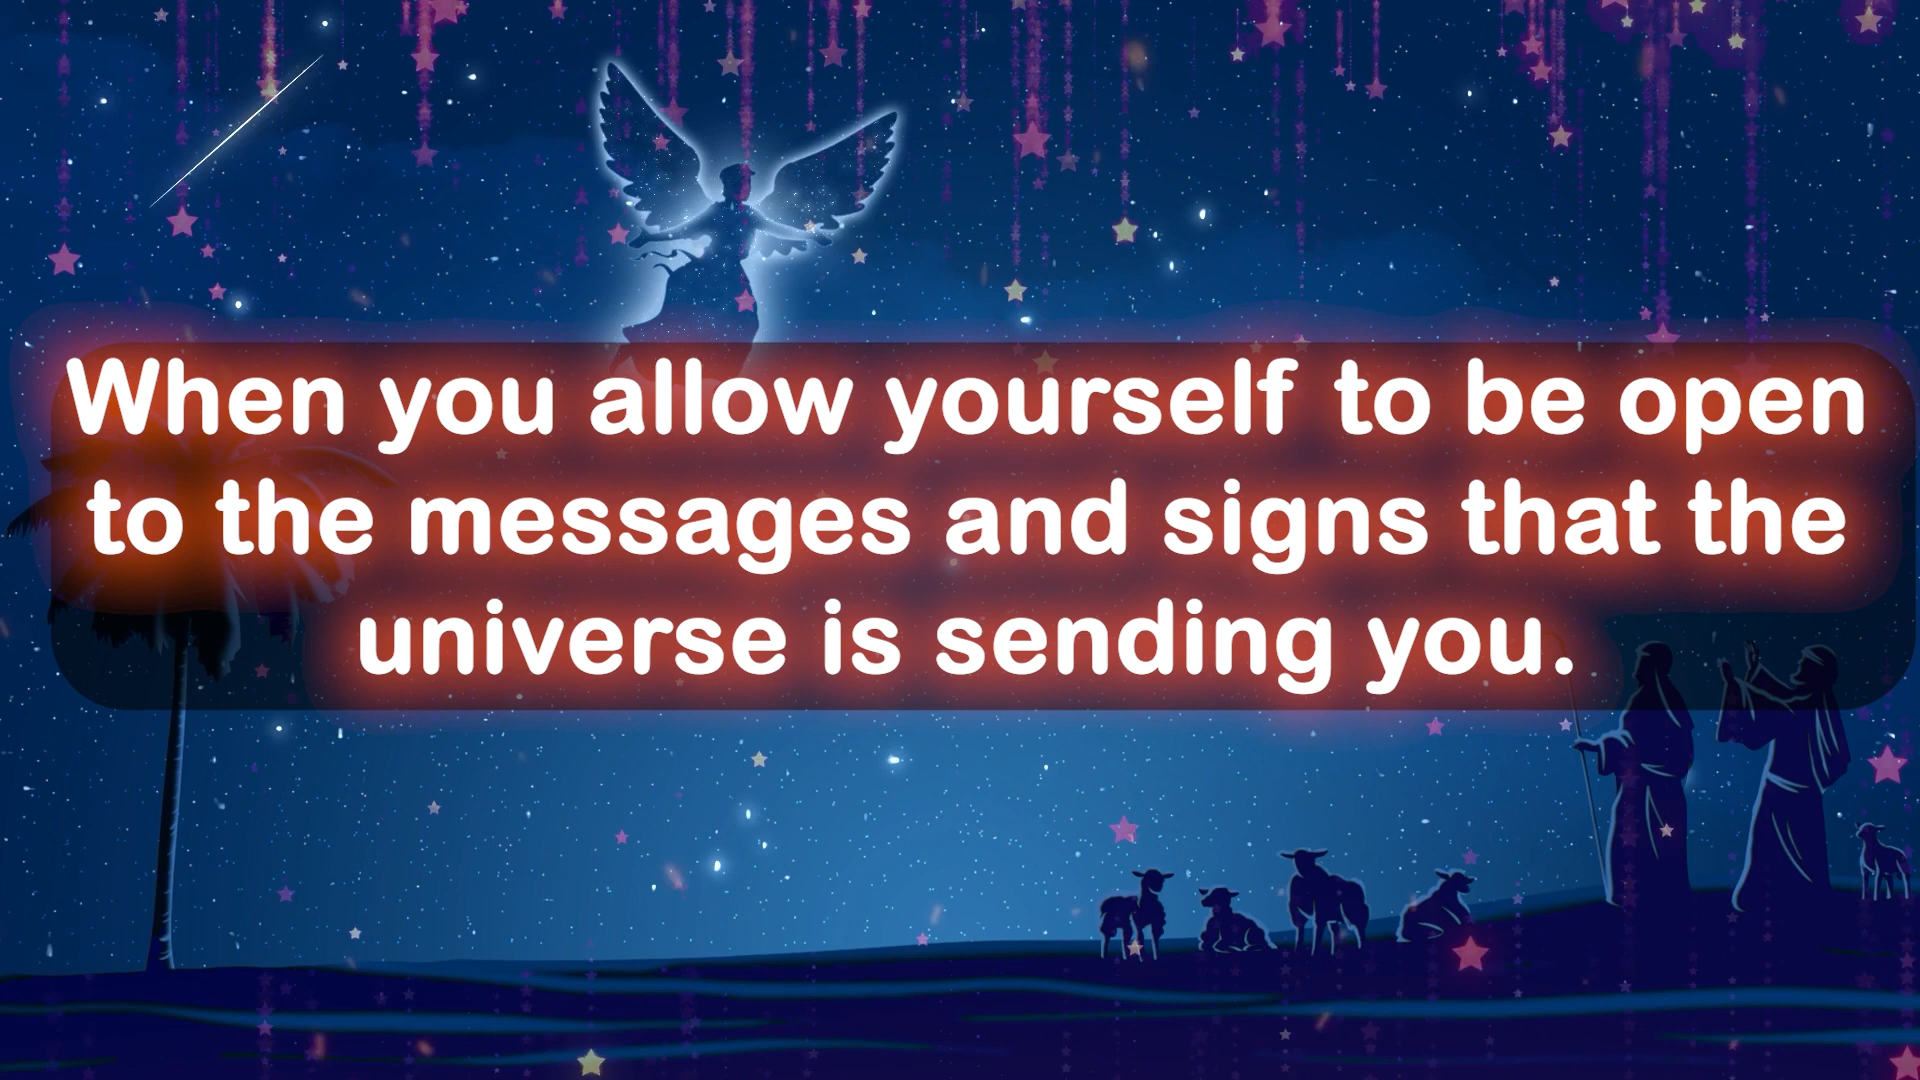 When you allow yourself to be open
to the messages and signs that the
universe is sending you.